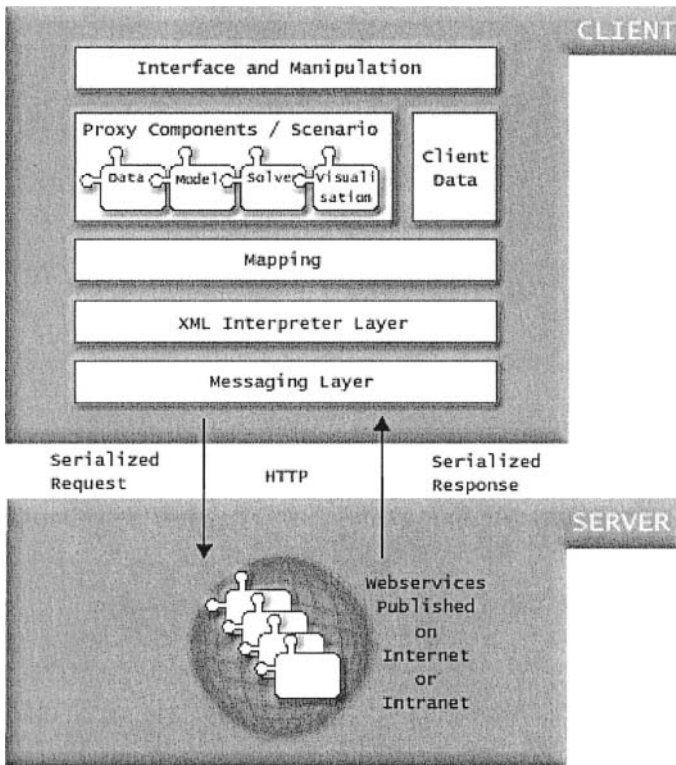 CLIENT
Interface and Manipulation
Proxy Components / Scenario
Data
Model
Solve
Visuali
sation
Client
Data
Mapping
XML Interpreter Layer
Messaging Layer
Serialized
Request
HTTP
Serialized
Response
SERVER
Webservices
Published
on
Internet
or
Intranet